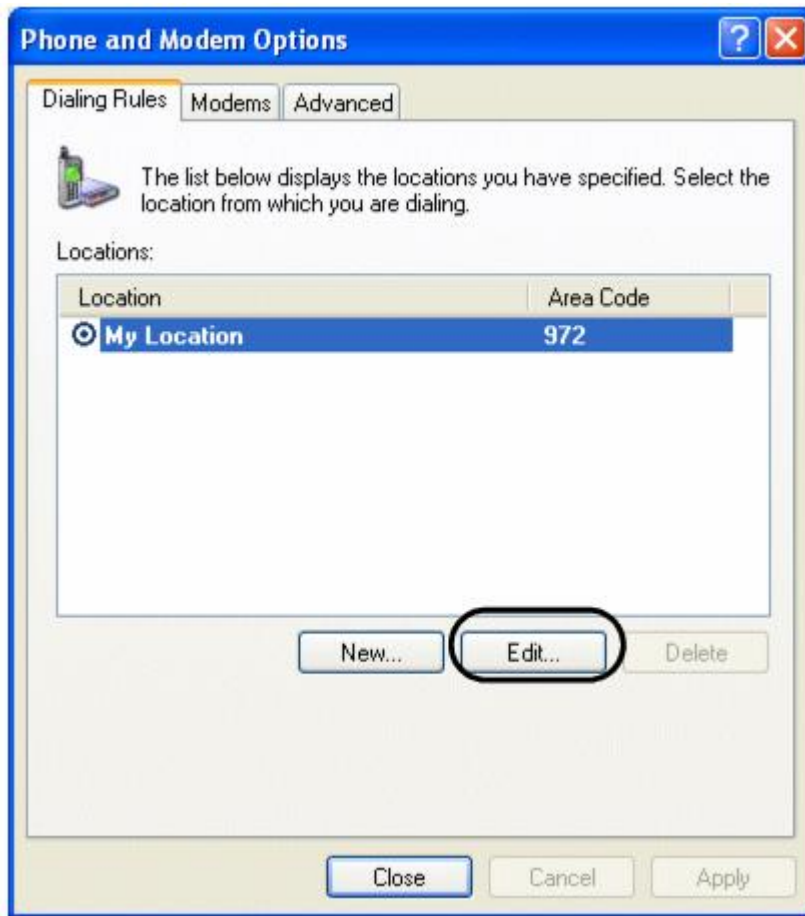 Phone and Modem Options
?
Dialing Rules Modems Advanced
The list below displays the locations you have specified. Select the
location from which you are dialing.
Locations:
Location Area Code
My Location 972
New... Edit... Delete
Close Cancel Apply